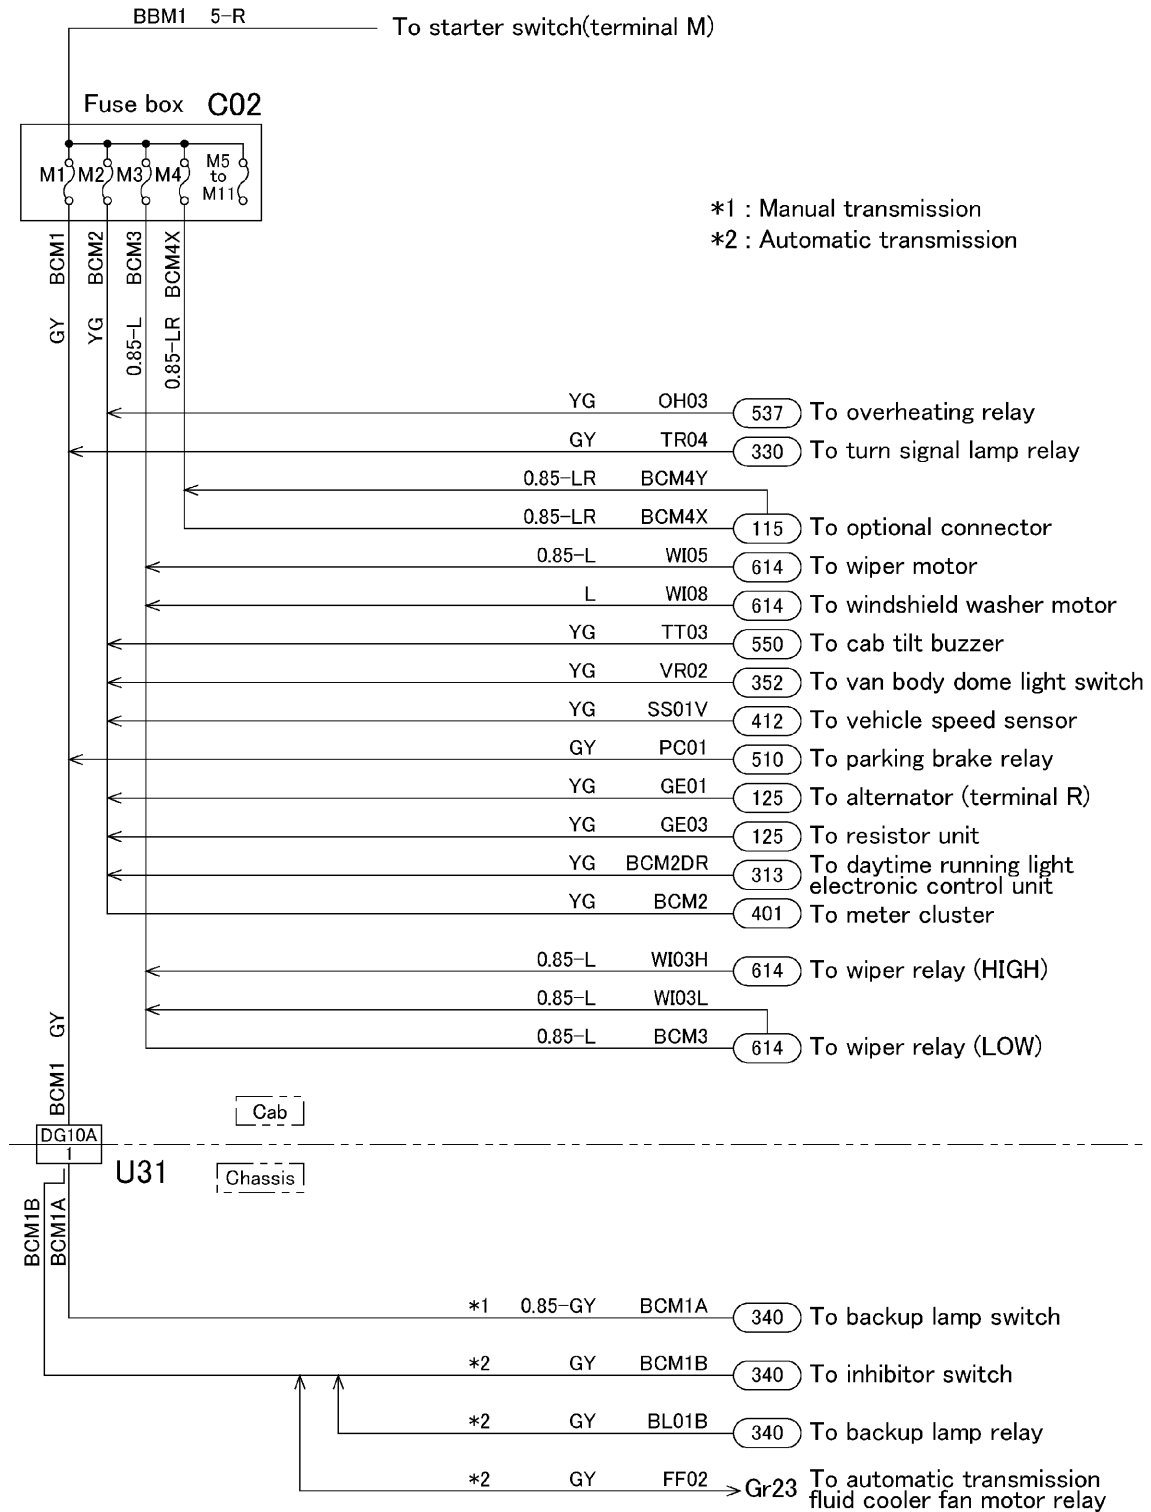 BBM1 5-R To starter switch(terminal M)
Fuse box C02
M1 M2 M3 M4 M5 to M11
*1 : Manual transmission
*2 : Automatic transmission
BCM1 GY
BCM2 YG
BCM3 0.85-L
BCM4X 0.85-LR
YG OH03 537 To overheating relay
GY TR04 330 To turn signal lamp relay
0.85-LR BCM4Y
0.85-LR BCM4X 115 To optional connector
0.85-L WI05 614 To wiper motor
L WI08 614 To windshield washer motor
YG TT03 550 To cab tilt buzzer
YG VR02 352 To van body dome light switch
YG SS01V 412 To vehicle speed sensor
GY PC01 510 To parking brake relay
YG GE01 125 To alternator (terminal R)
YG GE03 125 To resistor unit
YG BCM2DR 313 To daytime running light
electronic control unit
YG BCM2 401 To meter cluster
0.85-L WI03H 614 To wiper relay (HIGH)
0.85-L WI03L
0.85-L BCM3 614 To wiper relay (LOW)
BCM1 GY
Cab
DG10A
1
U31
Chassis
BCM1B
BCM1A
*1 0.85-GY BCM1A 340 To backup lamp switch
*2 GY BCM1B 340 To inhibitor switch
*2 GY BL01B 340 To backup lamp relay
*2 GY FF02 Gr23 To automatic transmission
fluid cooler fan motor relay